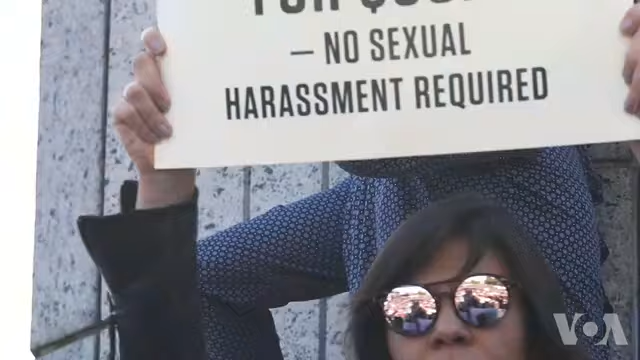 — NO SEXUAL
HARASSMENT REQUIRED
VOA